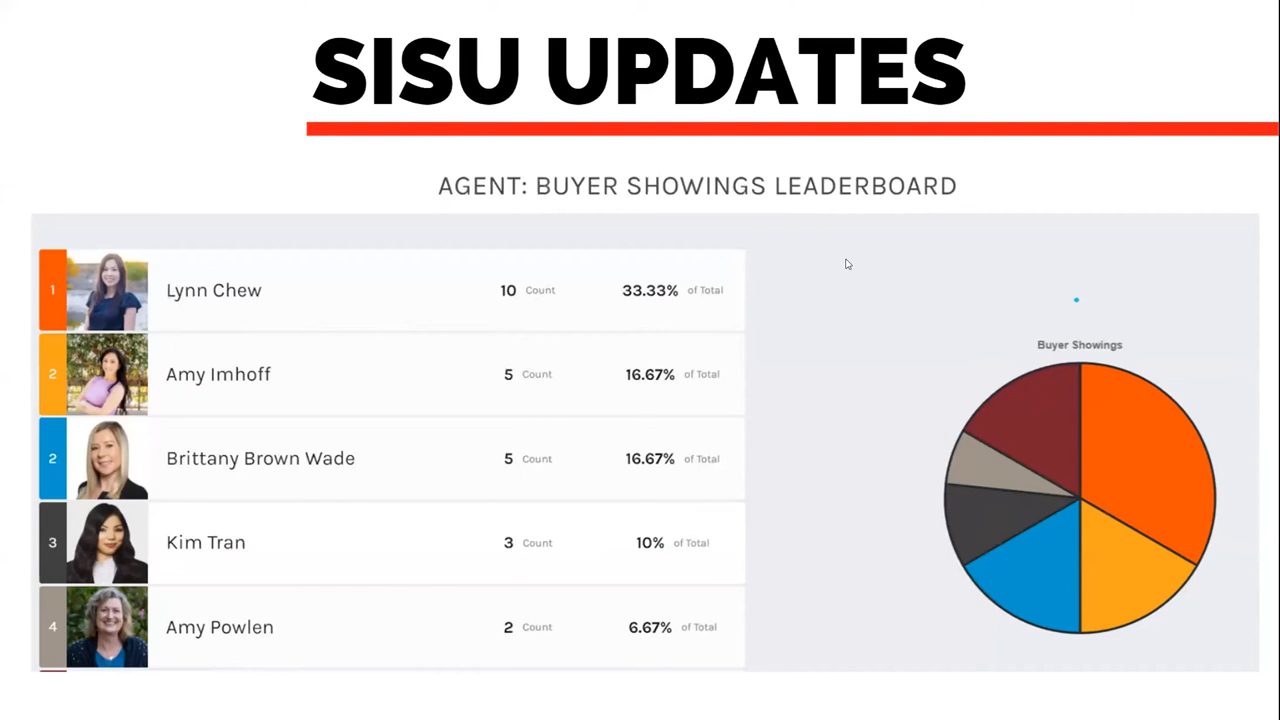 SISU UPDATES
AGENT: BUYER SHOWINGS LEADERBOARD
1 Lynn Chew 10 Count 33.33% of Total
2 Amy Imhoff 5 Count 16.67% of Total
2 Brittany Brown Wade 5 Count 16.67% of Total
3 Kim Tran 3 Count 10% of Total
4 Amy Powlen 2 Count 6.67% of Total
Buyer Showings